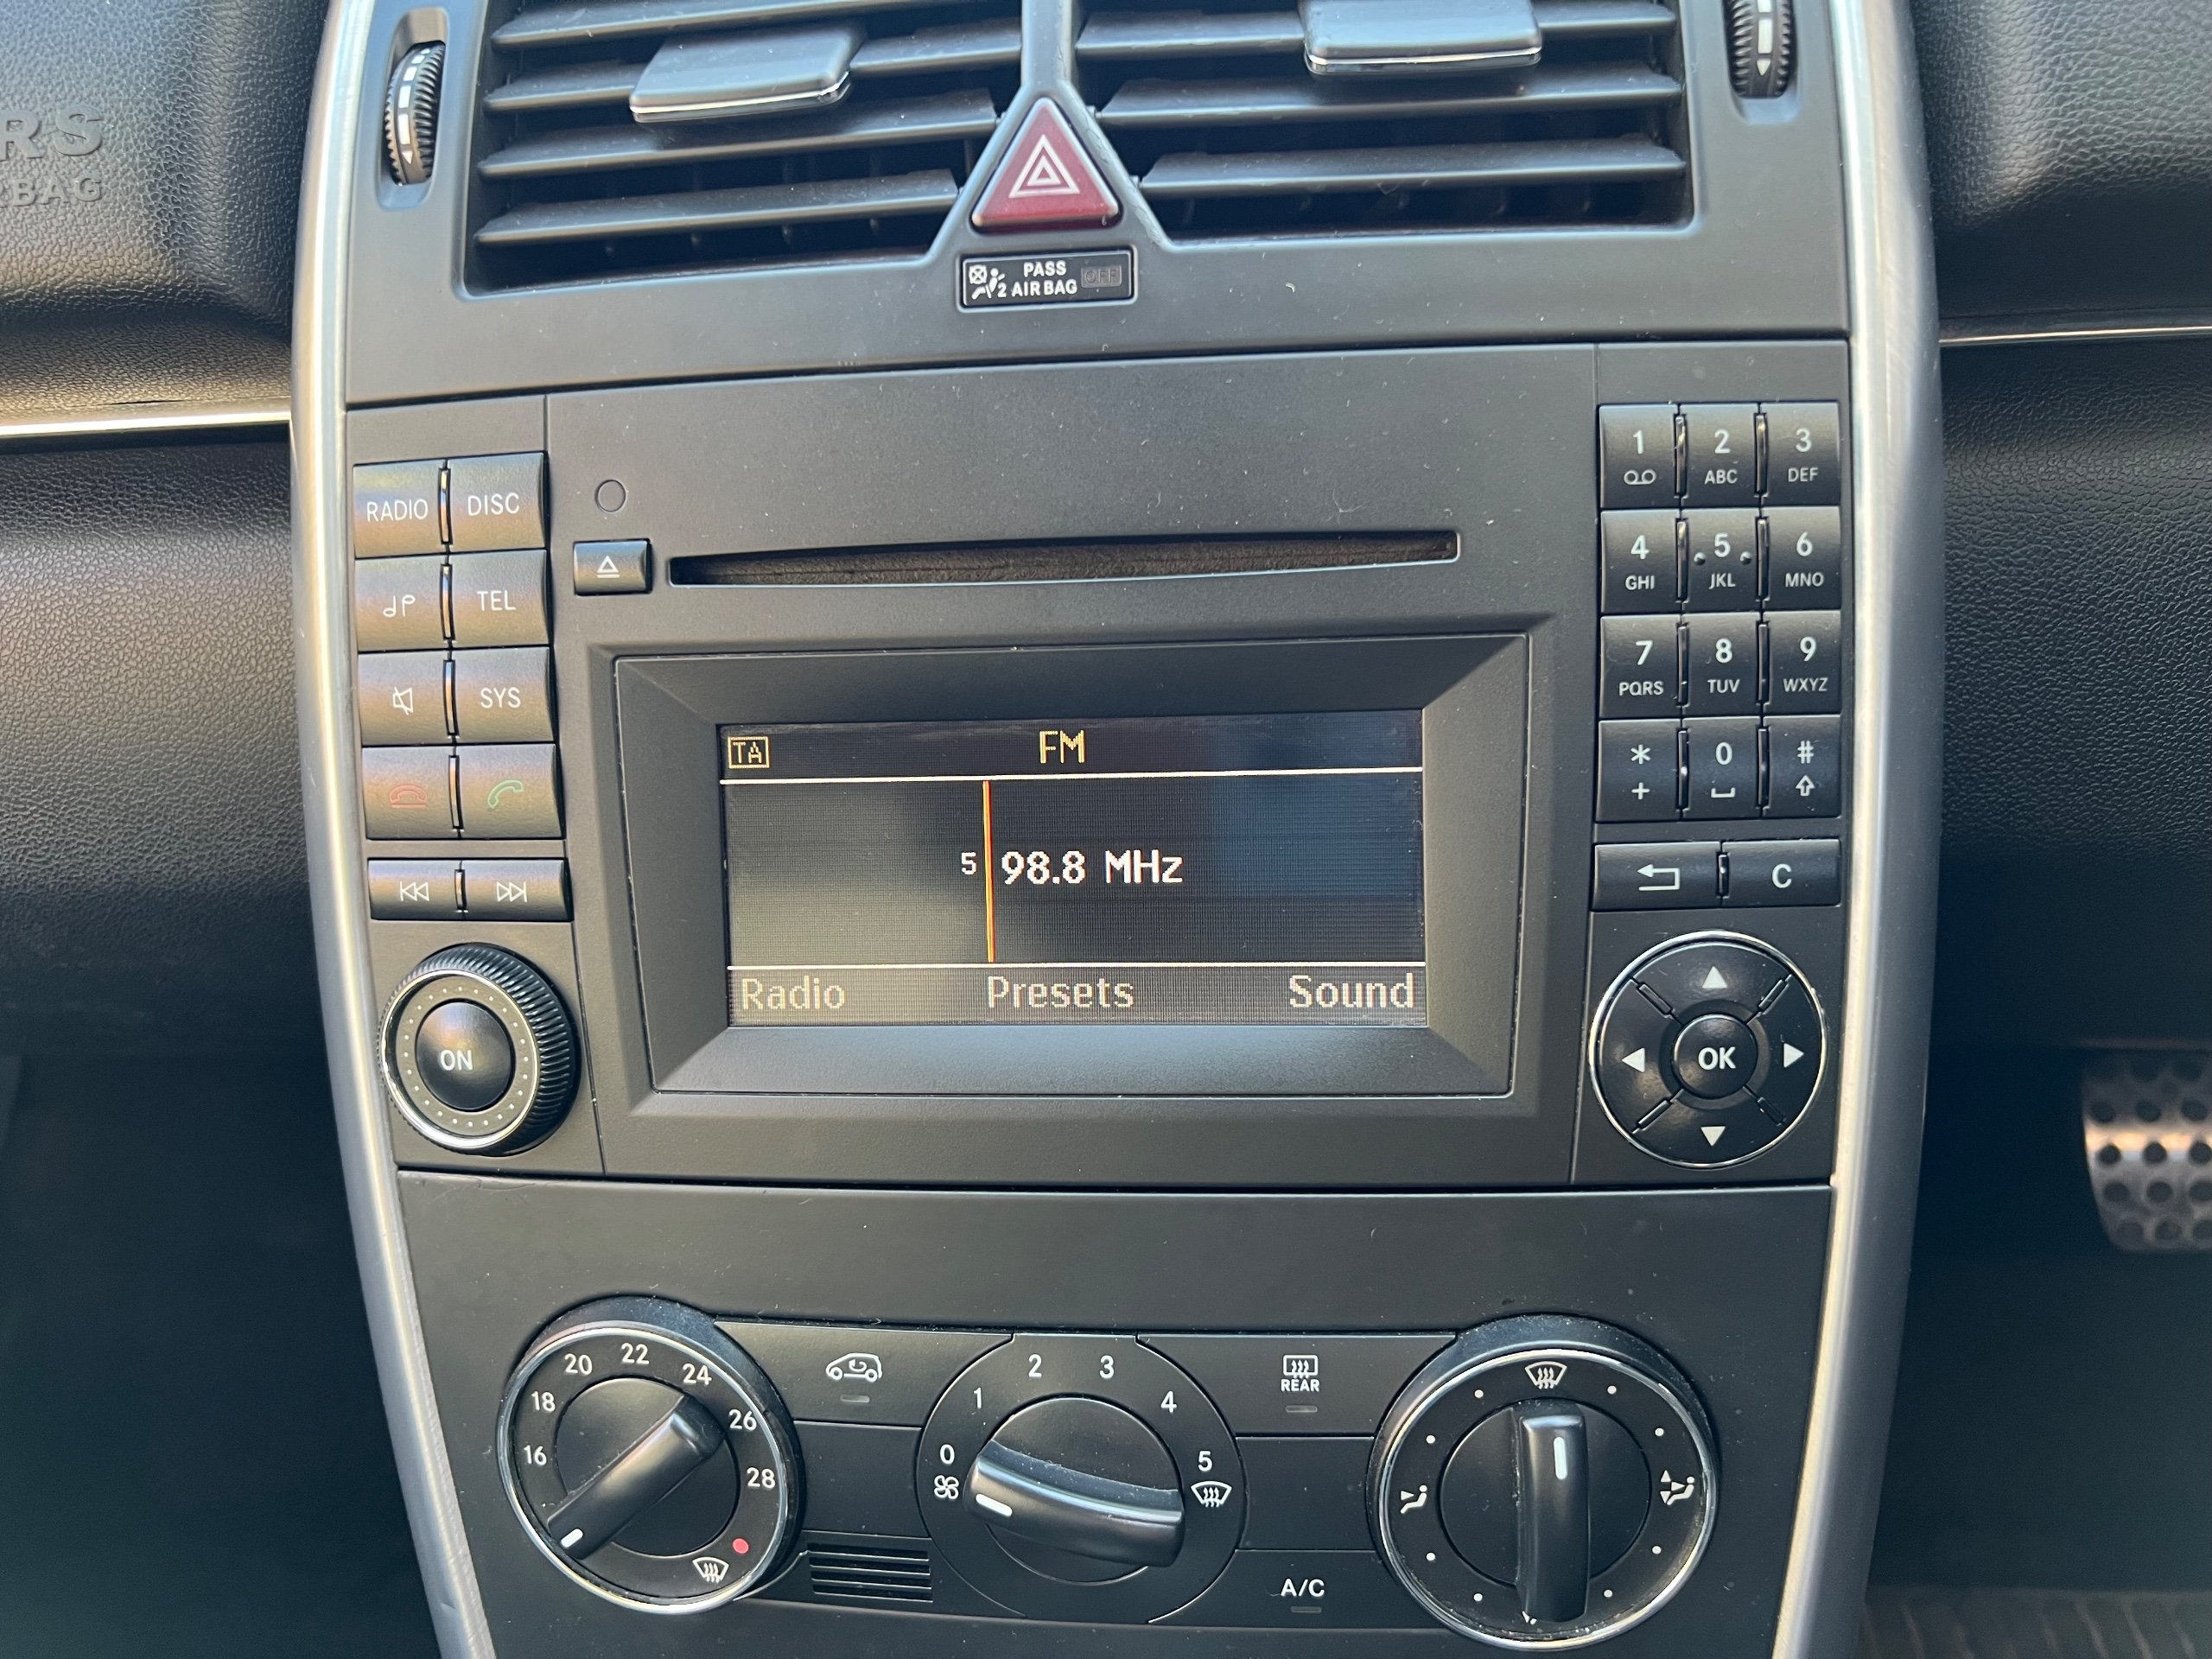 RS
RBAG
PASS
2 AIR BAG OFF
RADIO DISC
TEL
SYS
ON
TA FM
5 98.8 MHz
Radio Presets Sound
1 2 3
ABC DEF
4 5 6
GHI JKL MNO
7 8 9
PQRS TUV WXYZ
* 0 #
+
C
OK
16 18 20 22 24 26 28
0 1 2 3 4 5
REAR
A/C